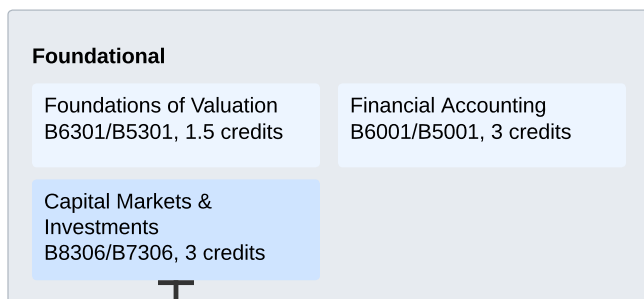 Foundational
Foundations of Valuation
B6301/B5301, 1.5 credits
Financial Accounting
B6001/B5001, 3 credits
Capital Markets &
Investments
B8306/B7306, 3 credits